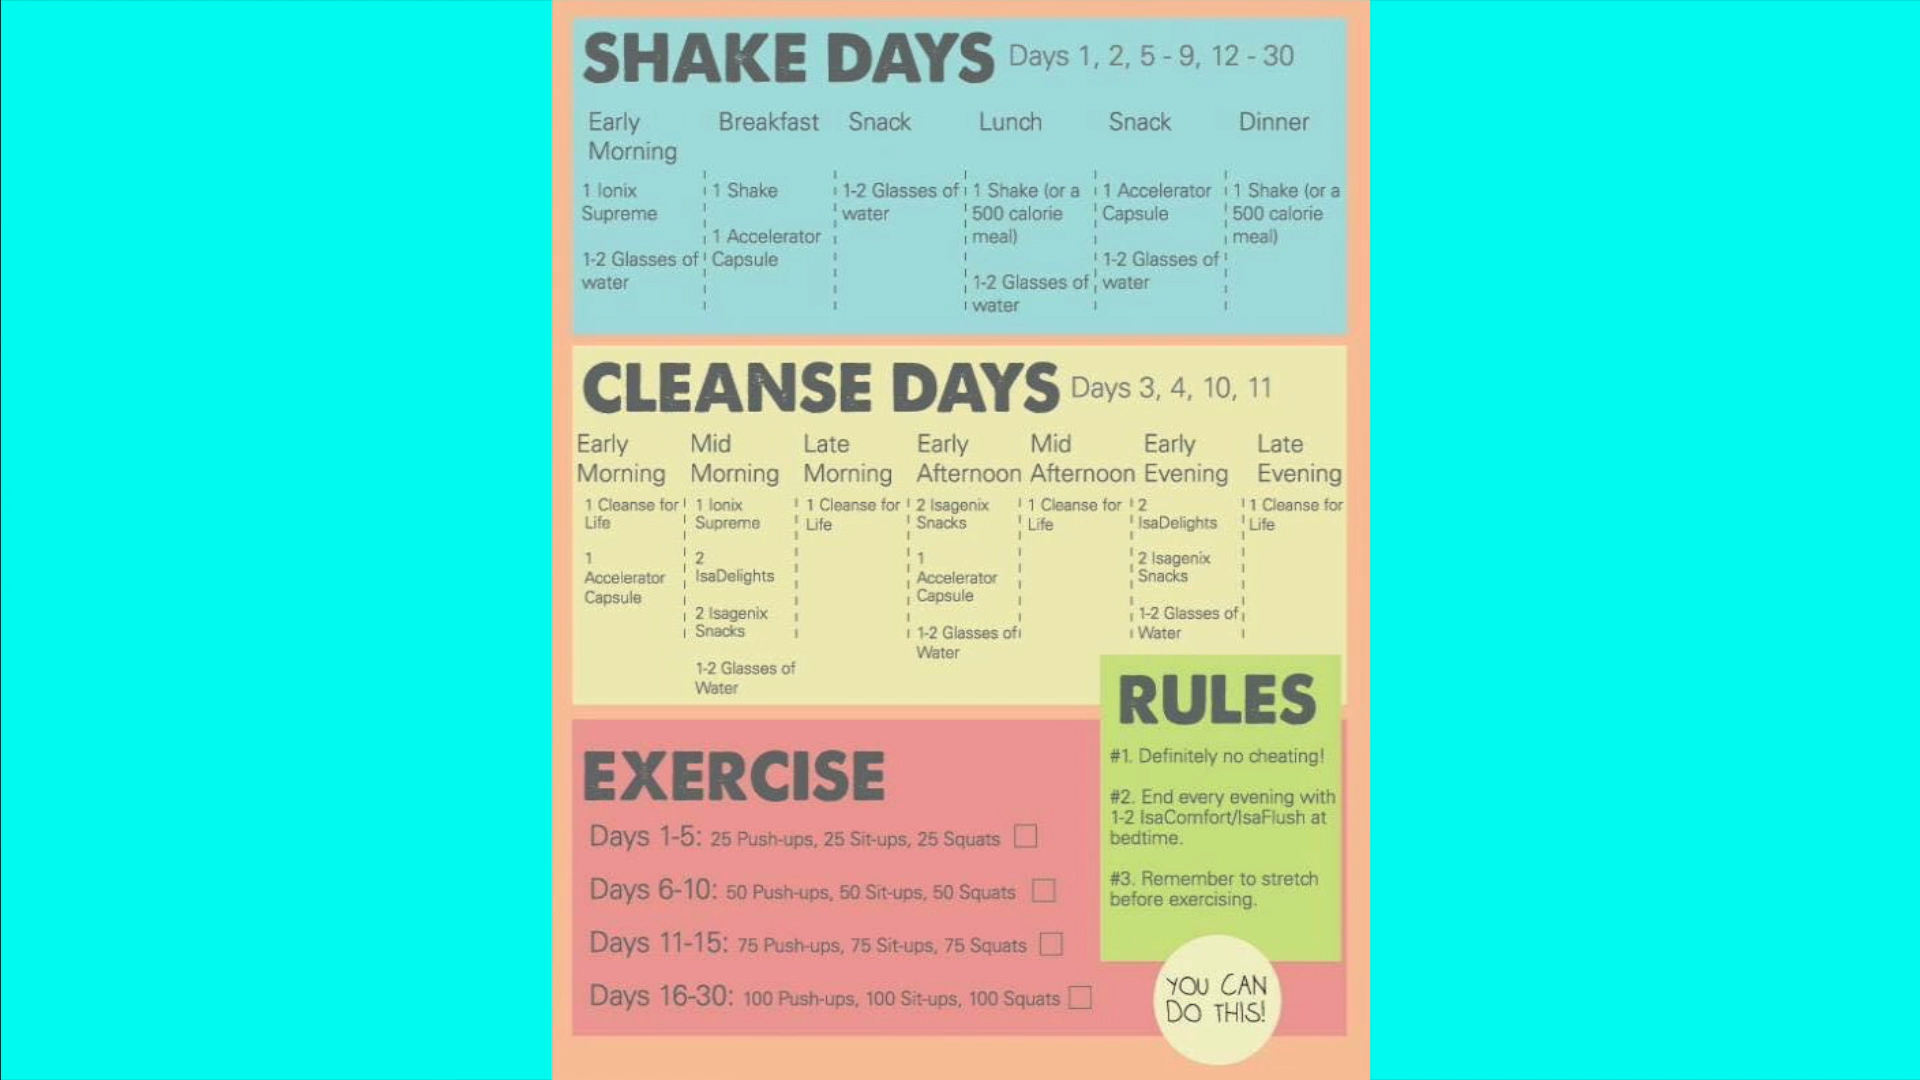 SHAKE DAYS Days 1, 2, 5 - 9, 12 - 30
Early
Morning
Breakfast
Snack
Lunch
Snack
Dinner
1 Ionix
Supreme
1-2 Glasses of
water
1 Shake
1 Accelerator
Capsule
1-2 Glasses of
water
1 Shake (or a
500 calorie
meal)
1-2 Glasses of
water
1 Accelerator
Capsule
1-2 Glasses of
water
1 Shake (or a
500 calorie
meal)
CLEANSE DAYS Days 3, 4, 10, 11
Early
Morning
Mid
Morning
Late
Morning
Early
Afternoon
Mid
Afternoon
Early
Evening
Late
Evening
1 Cleanse for
Life
1
Accelerator
Capsule
1 Ionix
Supreme
2
IsaDelights
2 Isagenix
Snacks
1-2 Glasses of
Water
1 Cleanse for
Life
2 Isagenix
Snacks
1
Accelerator
Capsule
1-2 Glasses of
Water
1 Cleanse for
Life
2
IsaDelights
2 Isagenix
Snacks
1-2 Glasses of
Water
1 Cleanse for
Life
EXERCISE
Days 1-5: 25 Push-ups, 25 Sit-ups, 25 Squats
Days 6-10: 50 Push-ups, 50 Sit-ups, 50 Squats
Days 11-15: 75 Push-ups, 75 Sit-ups, 75 Squats
Days 16-30: 100 Push-ups, 100 Sit-ups, 100 Squats
RULES
#1. Definitely no cheating!
#2. End every evening with
1-2 IsaComfort/IsaFlush at
bedtime.
#3. Remember to stretch
before exercising.
YOU CAN
DO THIS!